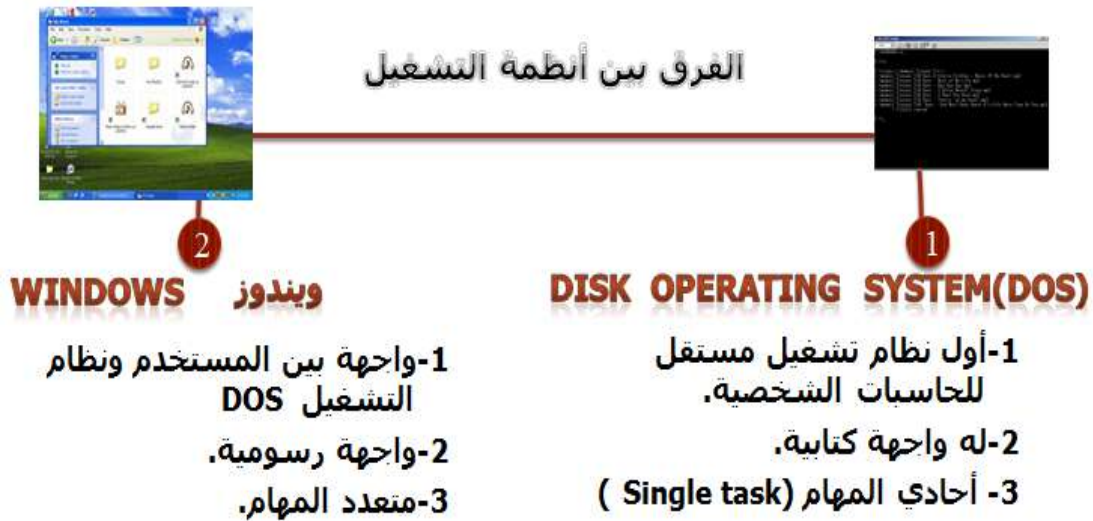 الفرق بين أنظمة التشغيل
1
DISK OPERATING SYSTEM(DOS)
1-أول نظام تشغيل مستقل
للحاسبات الشخصية.
2-له واجهة كتابية.
3- أحادي المهام (Single task )
2
ويندوز WINDOWS
1-واجهة بين المستخدم ونظام
التشغيل DOS
2-واجهة رسومية.
3-متعدد المهام.